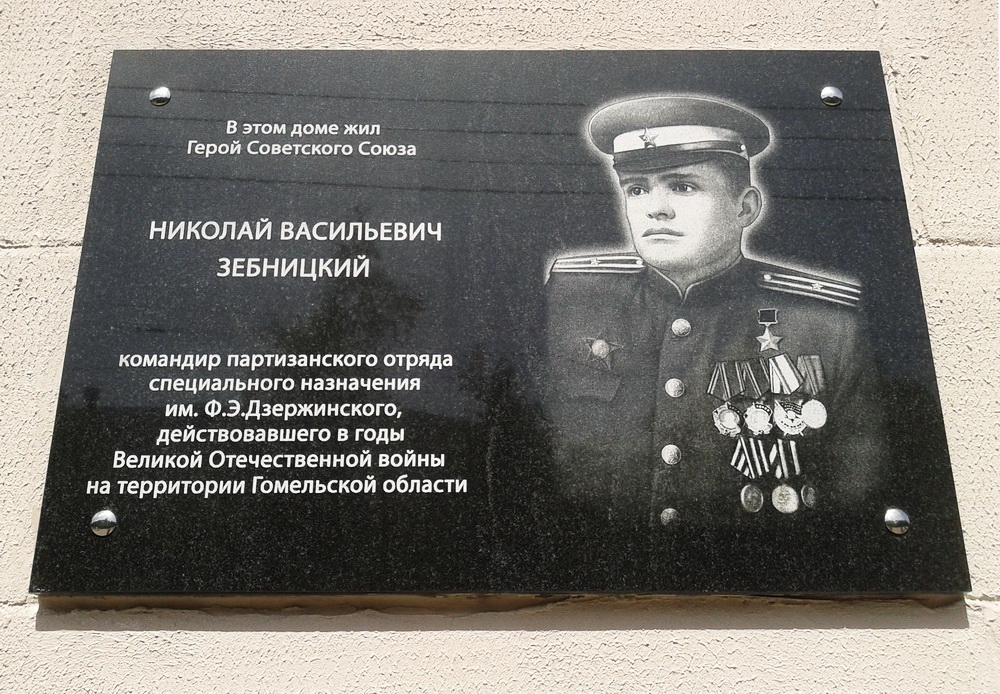 В этом доме жил
Герой Советского Союза
НИКОЛАЙ ВАСИЛЬЕВИЧ
ЗЕБНИЦКИЙ
командир партизанского отряда
специального назначения
им. Ф.Э.Дзержинского,
действовавшего в годы
Великой Отечественной войны
на территории Гомельской области